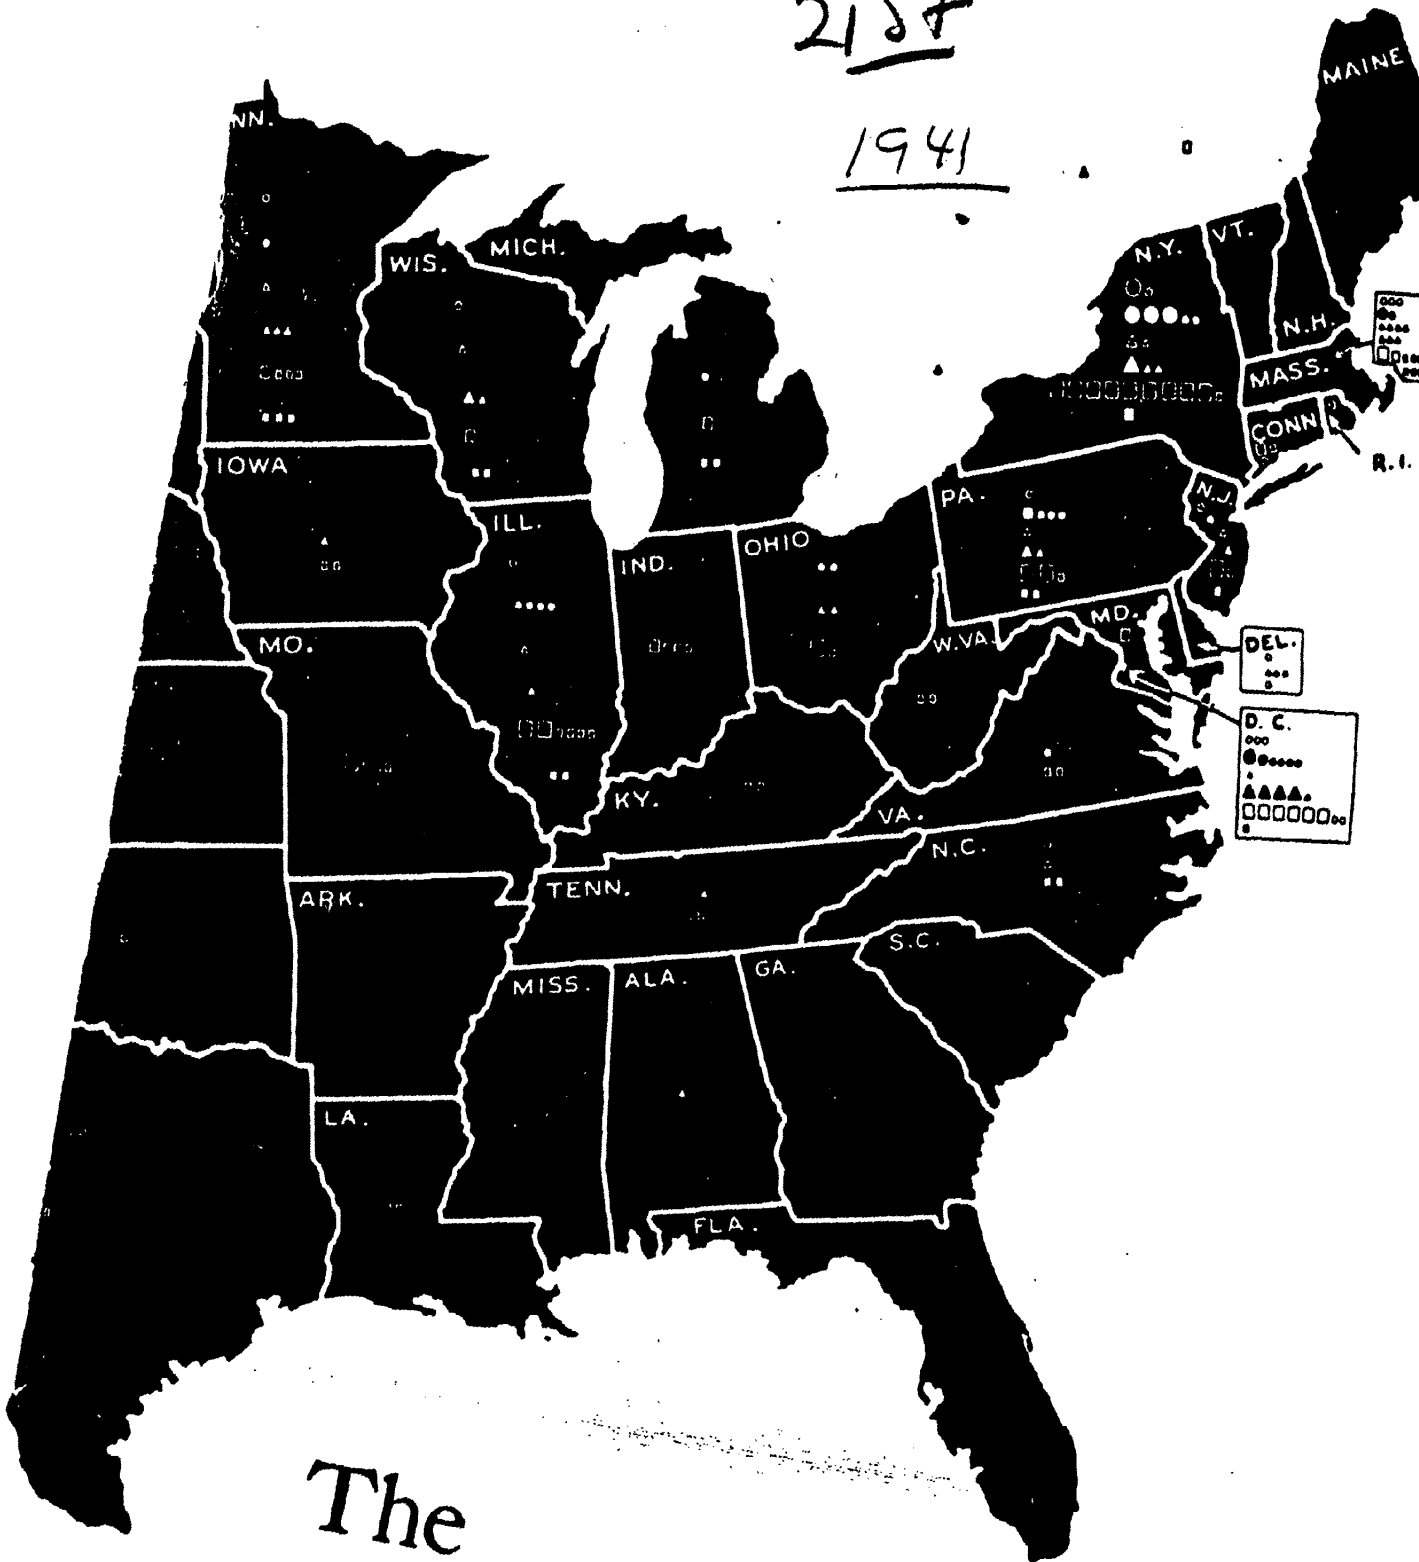 21st
1941
MAINE
NN.
MICH.
WIS.
N.Y.
VT.
N.H.
MASS.
CONN
R.I.
IOWA
ILL.
IND.
OHIO
PA.
N.J.
MO.
W.VA.
MD.
DEL.
D. C.
KY.
VA.
N.C.
TENN.
ARK.
S.C.
MISS.
ALA.
GA.
LA.
FLA.
The